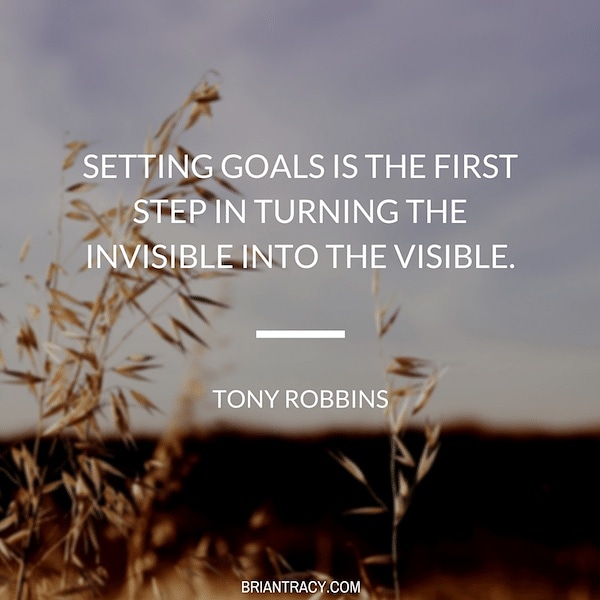 SETTING GOALS IS THE FIRST
STEP IN TURNING THE
INVISIBLE INTO THE VISIBLE.
TONY ROBBINS
BRIANTRACY.COM